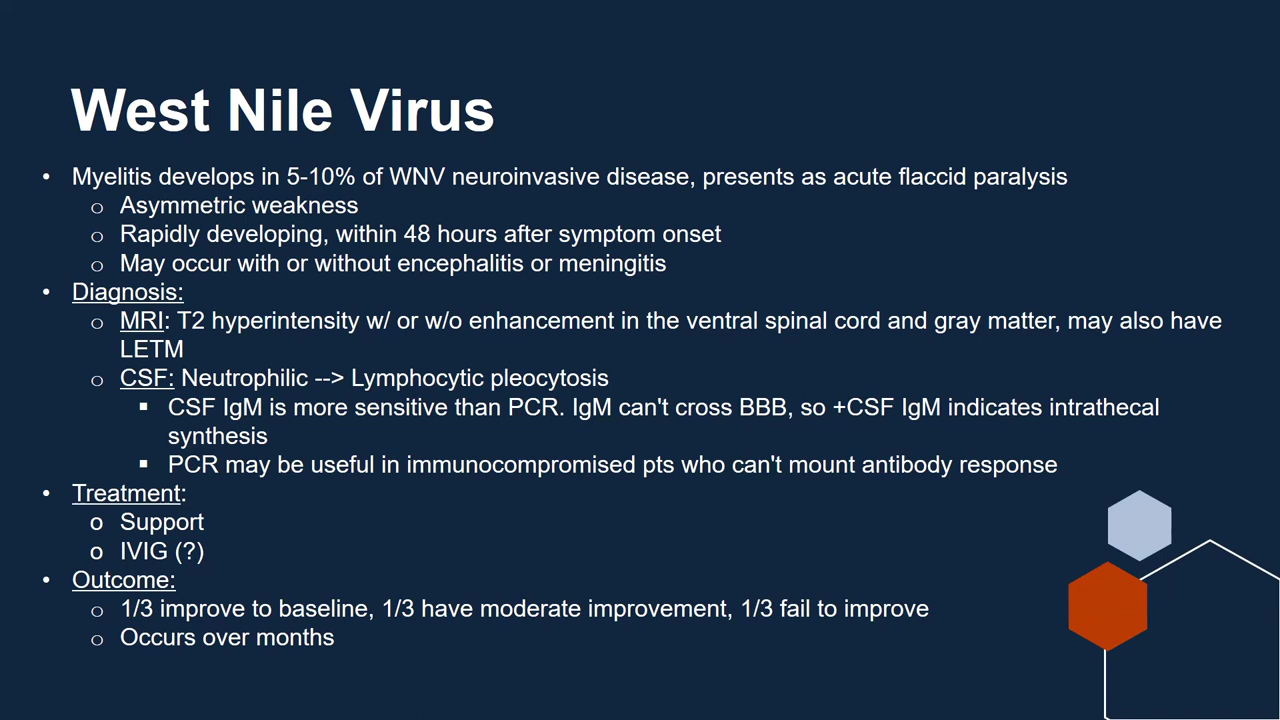 West Nile Virus
• Myelitis develops in 5-10% of WNV neuroinvasive disease, presents as acute flaccid paralysis
o Asymmetric weakness
o Rapidly developing, within 48 hours after symptom onset
o May occur with or without encephalitis or meningitis
• Diagnosis:
o MRI: T2 hyperintensity w/ or w/o enhancement in the ventral spinal cord and gray matter, may also have
LETM
o CSF: Neutrophilic --> Lymphocytic pleocytosis
▪ CSF IgM is more sensitive than PCR. IgM can't cross BBB, so +CSF IgM indicates intrathecal
synthesis
▪ PCR may be useful in immunocompromised pts who can't mount antibody response
• Treatment:
o Support
o IVIG (?)
• Outcome:
o 1/3 improve to baseline, 1/3 have moderate improvement, 1/3 fail to improve
o Occurs over months